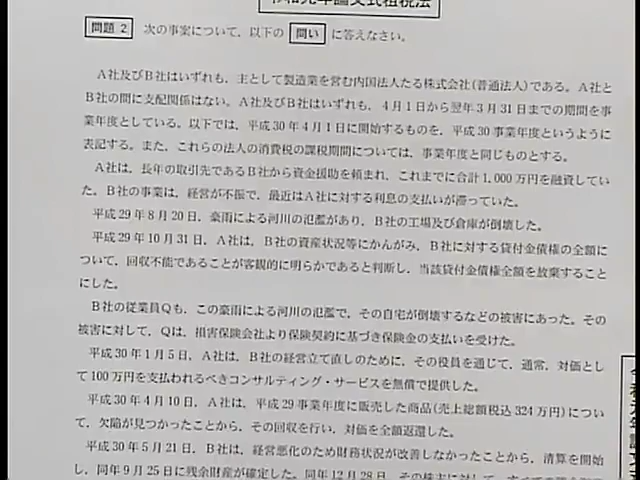 令和元年論文式租税法
問題 2 次の事案について、以下の 問い に答えなさい。
A社及びB社はいずれも、主として製造業を営む内国法人たる株式会社(普通法人)である。A社と
B社の間に支配関係はない。A社及びB社はいずれも、4月1日から翌年3月31日までの期間を事
業年度としている。以下では、平成30年4月1日に開始するものを、平成30事業年度というように
表記する。また、これらの法人の消費税の課税期間については、事業年度と同じものとする。
A社は、長年の取引先であるB社から資金援助を頼まれ、これまでに合計1,000万円を融資してい
た。B社の事業は、経営が不振で、最近はA社に対する利息の支払いが滞っていた。
平成29年8月20日、豪雨による河川の氾濫があり、B社の工場及び倉庫が倒壊した。
平成29年10月31日、A社は、B社の資産状況等にかんがみ、B社に対する貸付金債権の全額に
ついて、回収不能であることが客観的に明らかであると判断し、当該貸付金債権全額を放棄すること
にした。
B社の従業員Qも、この豪雨による河川の氾濫で、その自宅が倒壊するなどの被害にあった。その
被害に対して、Qは、損害保険会社より保険契約に基づき保険金の支払いを受けた。
平成30年1月5日、A社は、B社の経営立て直しのために、その役員を通じて、通常、対価とし
て100万円を支払われるべきコンサルティング・サービスを無償で提供した。
平成30年4月10日、A社は、平成29事業年度に販売した商品(売上総額税込324万円)につい
て、欠陥が見つかったことから、その回収を行い、対価を全額返還した。
平成30年5月21日、B社は、経営悪化のため財務状況が改善しなかったことから、清算を開始
し、同年9月25日に残余財産が確定した。同年12月28日、その株主に対して、